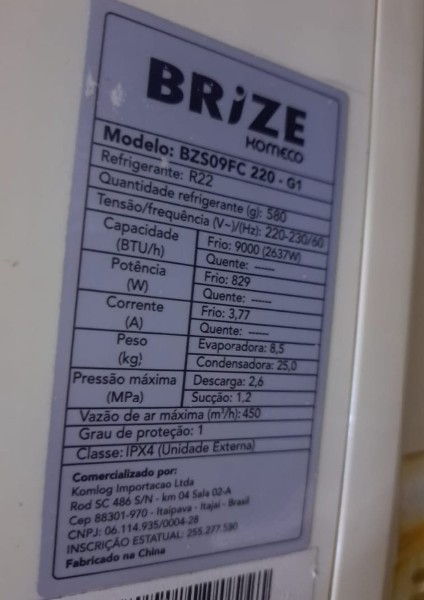 BRiZE
KOMECO
Modelo: BZS09FC 220 - G1
Refrigerante: R22
Quantidade refrigerante (g): 580
Tensão/frequência (V~)/(Hz): 220-230/60
Capacidade (BTU/h)
Frio: 9000 (2637W)
Quente: ------
Potência (W)
Frio: 829
Quente: ------
Corrente (A)
Frio: 3,77
Quente: ------
Peso (kg)
Evaporadora: 8,5
Condensadora: 25,0
Pressão máxima (MPa)
Descarga: 2,6
Sucção: 1,2
Vazão de ar máxima (m³/h): 450
Grau de proteção: 1
Classe: IPX4 (Unidade Externa)
Comercializado por:
Komlog Importacao Ltda
Rod SC 486 S/N - km 04 Sala 02-A
Cep 88301-970 - Itaipava - Itajaí - Brasil
CNPJ: 06.114.935/0004-28
INSCRIÇÃO ESTATUAL: 255.277.580
Fabricado na China